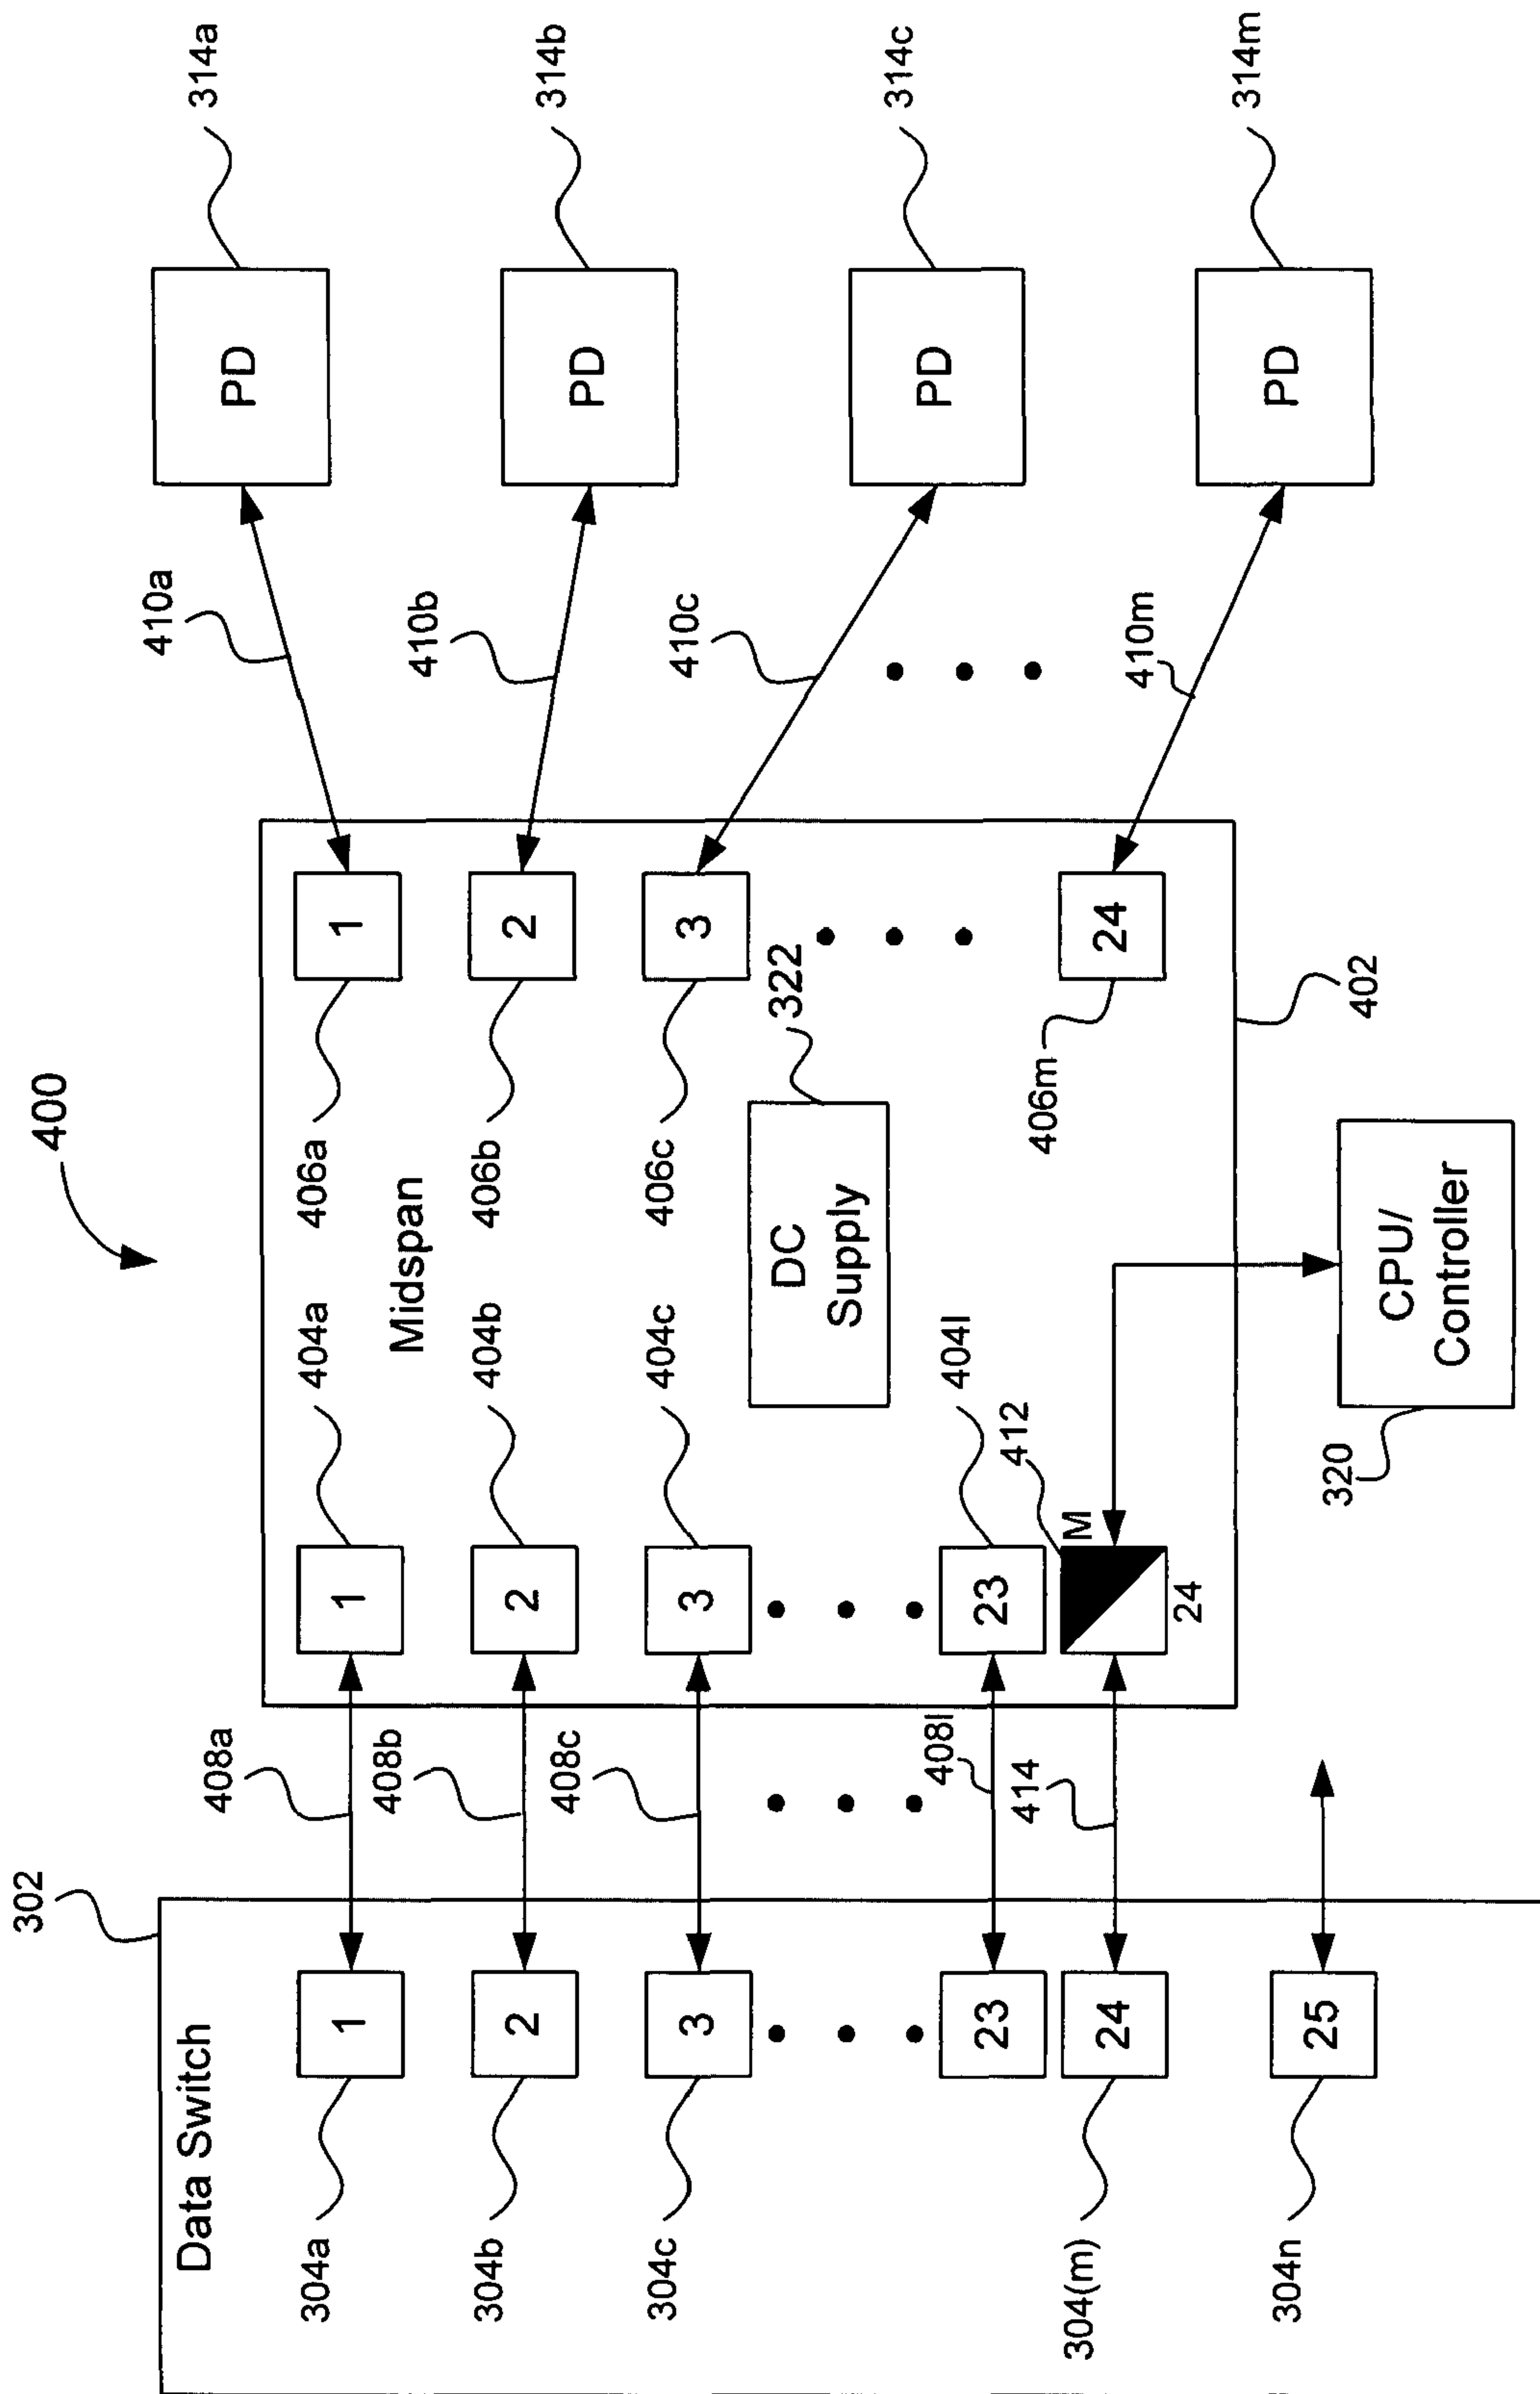 400
302
Data Switch
Midspan
304a
1
408a
1
404a
406a
1
410a
PD
314a
304b
2
408b
2
404b
406b
2
410b
PD
314b
304c
3
408c
3
404c
406c
3
410c
PD
314c
DC
Supply
322
23
408l
23
404l
304(m)
24
414
412
M
24
406m
24
410m
PD
314m
402
304n
25
320
CPU/
Controller